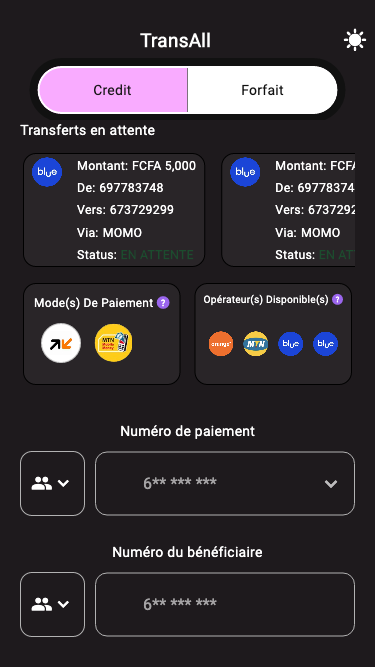 TransAll
Credit
Forfait
Transferts en attente
blue
Montant: FCFA 5,000
De: 697783748
Vers: 673729299
Via: MOMO
Status: EN ATTENTE
blue
Montant: FCFA
De: 69778374
Vers: 6737292
Via: MOMO
Status: EN AT
Mode(s) De Paiement ?
MTN
Mobile
Money
Opérateur(s) Disponible(s) ?
orange
MTN
blue
blue
Numéro de paiement
6** *** ***
Numéro du bénéficiaire
6** *** ***